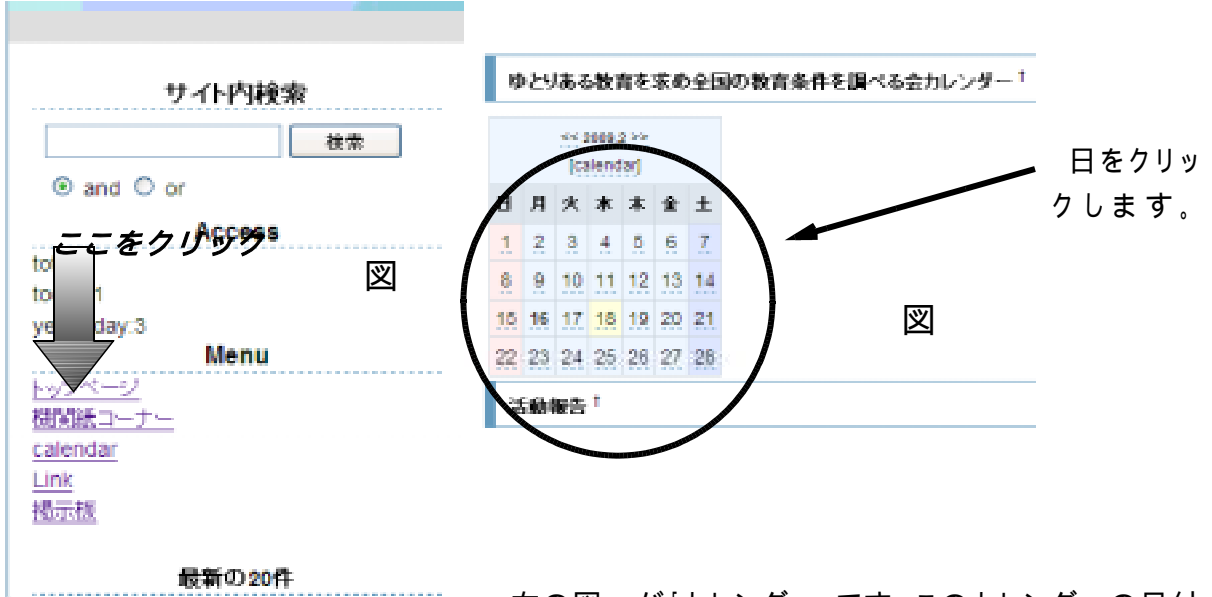 サイト内検索
検索
and or
Access
ここをクリック
図
Menu
トップページ
機関紙コーナー
calendar
Link
掲示板
最新の20件
ゆとりある教育を求め全国の教育条件を調べる会カレンダー†
<< 2009.2 >>
[calendar]
日 月 火 水 木 金 土
1 2 3 4 5 6 7
8 9 10 11 12 13 14
15 16 17 18 19 20 21
22 23 24 25 26 27 28
活動報告†
日をクリッ
クします。
図